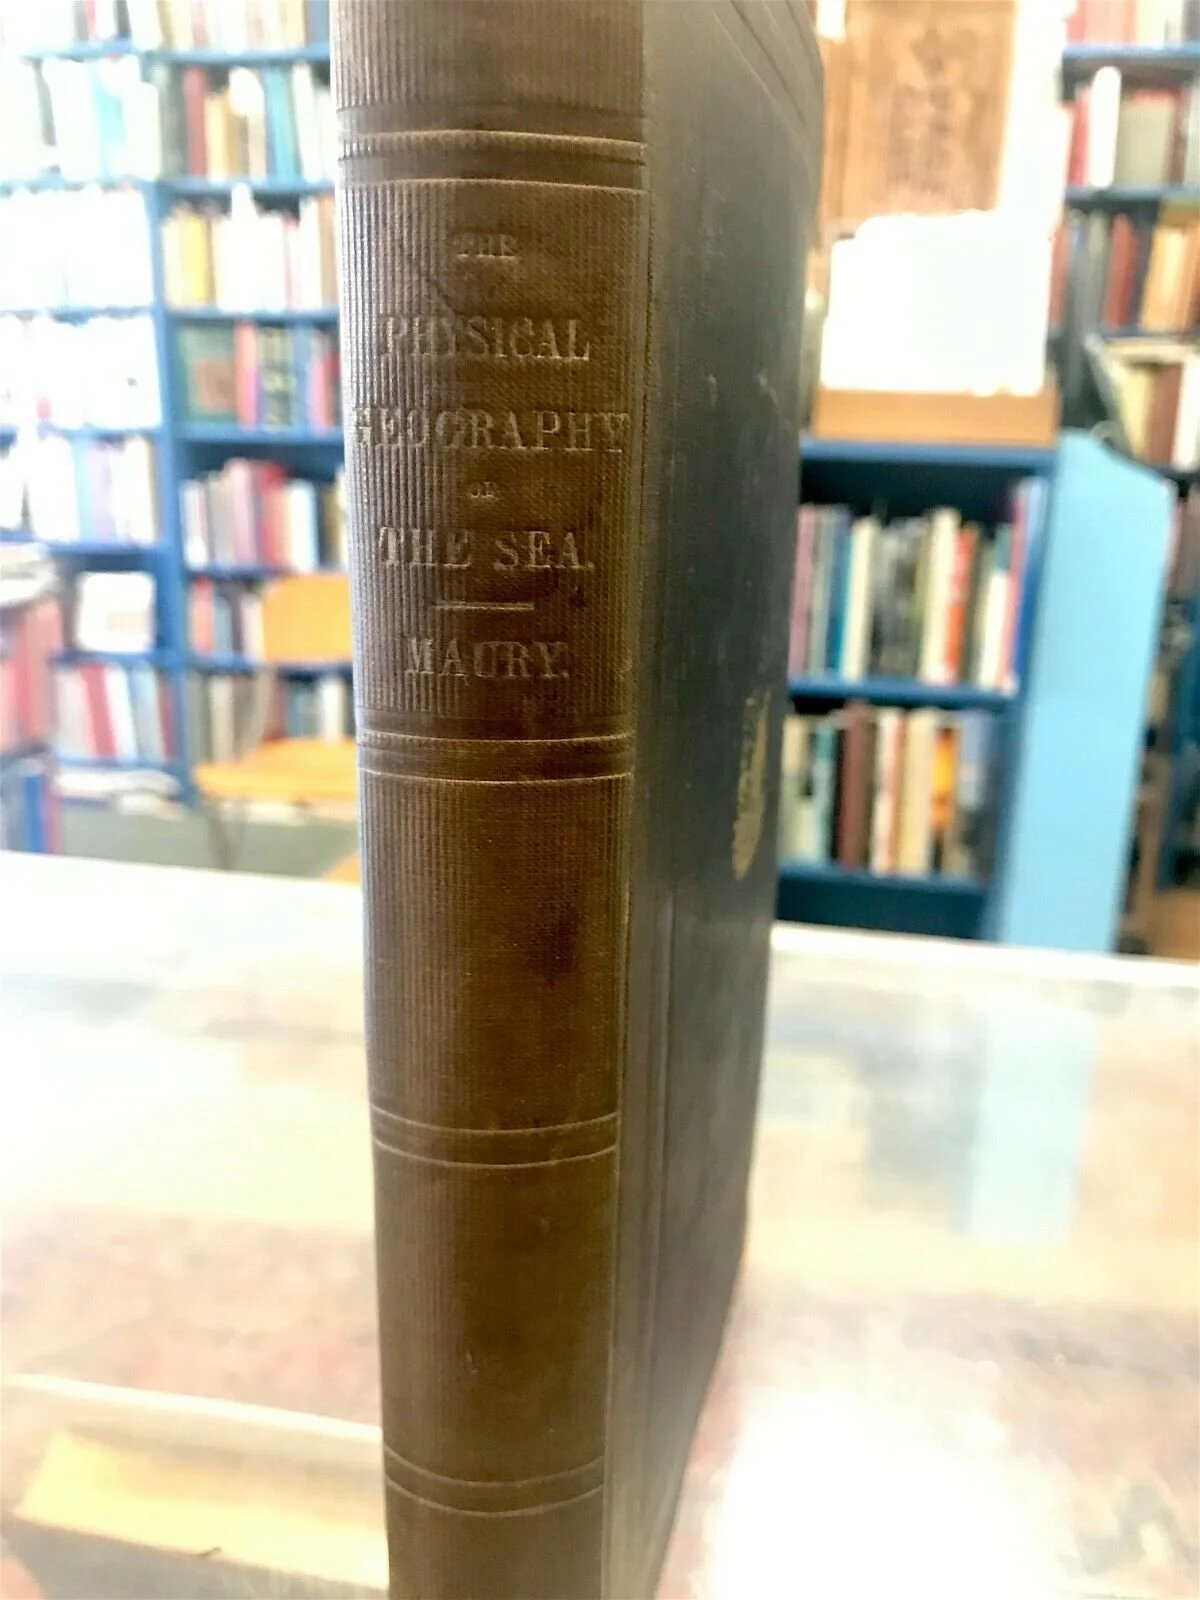 THE
PHYSICAL
GEOGRAPHY
OF
THE SEA.
MAURY.